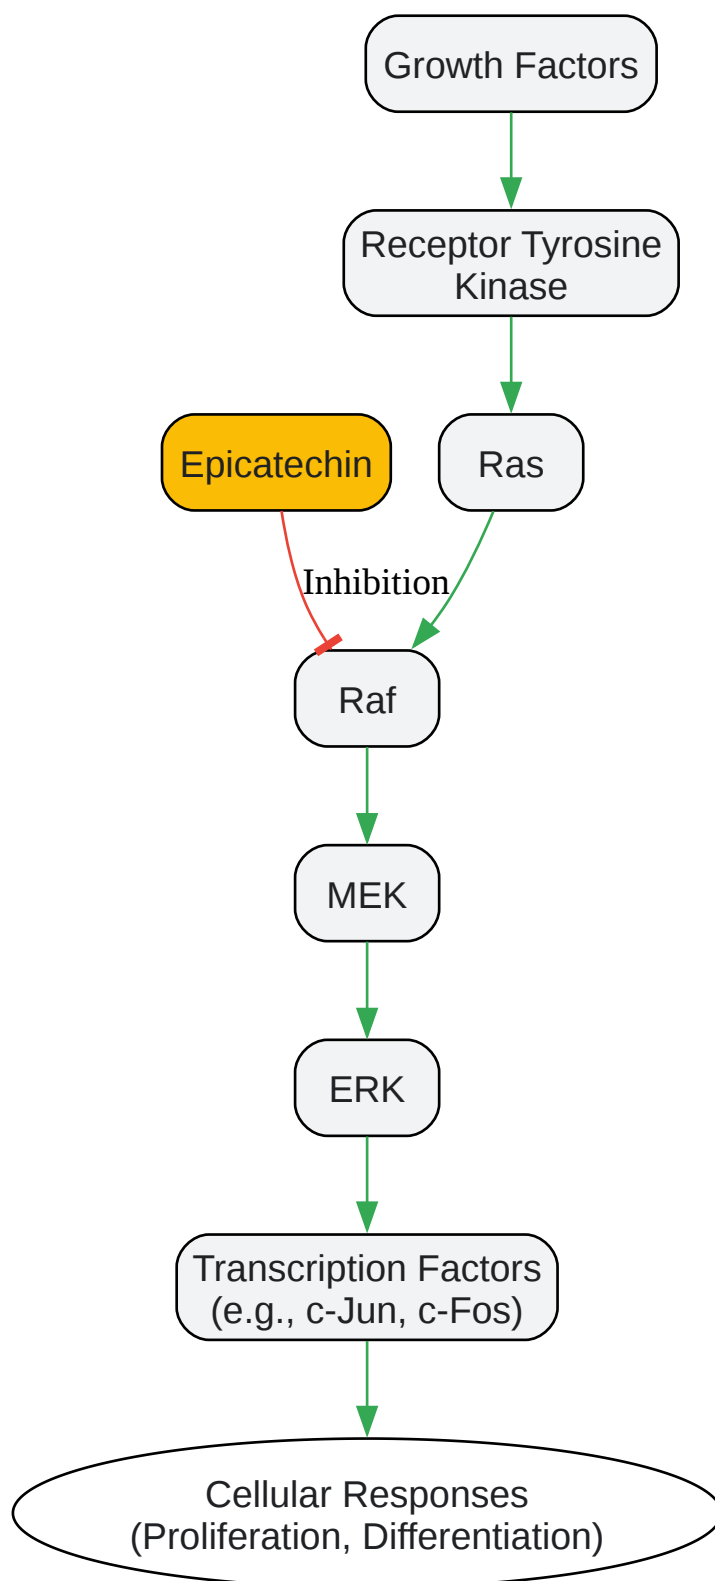 Growth Factors
Receptor Tyrosine
Kinase
Epicatechin
Ras
Inhibition
Raf
MEK
ERK
Transcription Factors
(e.g., c-Jun, c-Fos)
Cellular Responses
(Proliferation, Differentiation)